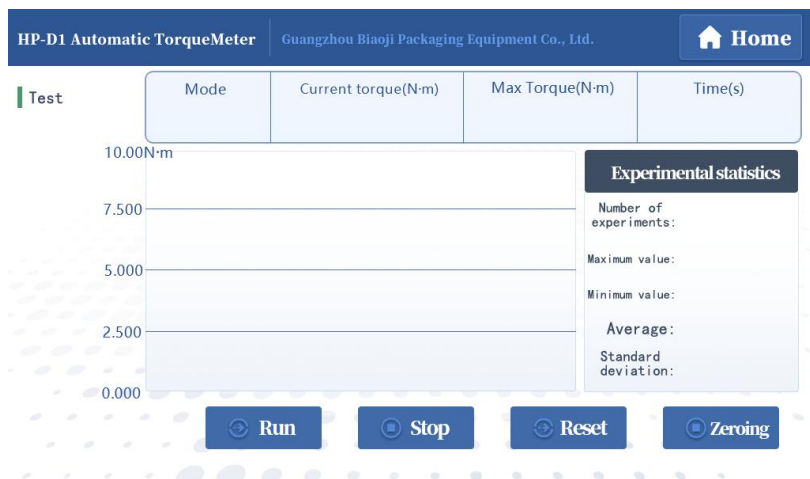 HP-D1 Automatic TorqueMeter
Guangzhou Biaoji Packaging Equipment Co., Ltd.
Home
Test
Mode
Current torque(N·m)
Max Torque(N·m)
Time(s)
10.00N·m
7.500
5.000
2.500
0.000
Experimental statistics
Number of
experiments:
Maximum value:
Minimum value:
Average:
Standard
deviation:
Run
Stop
Reset
Zeroing